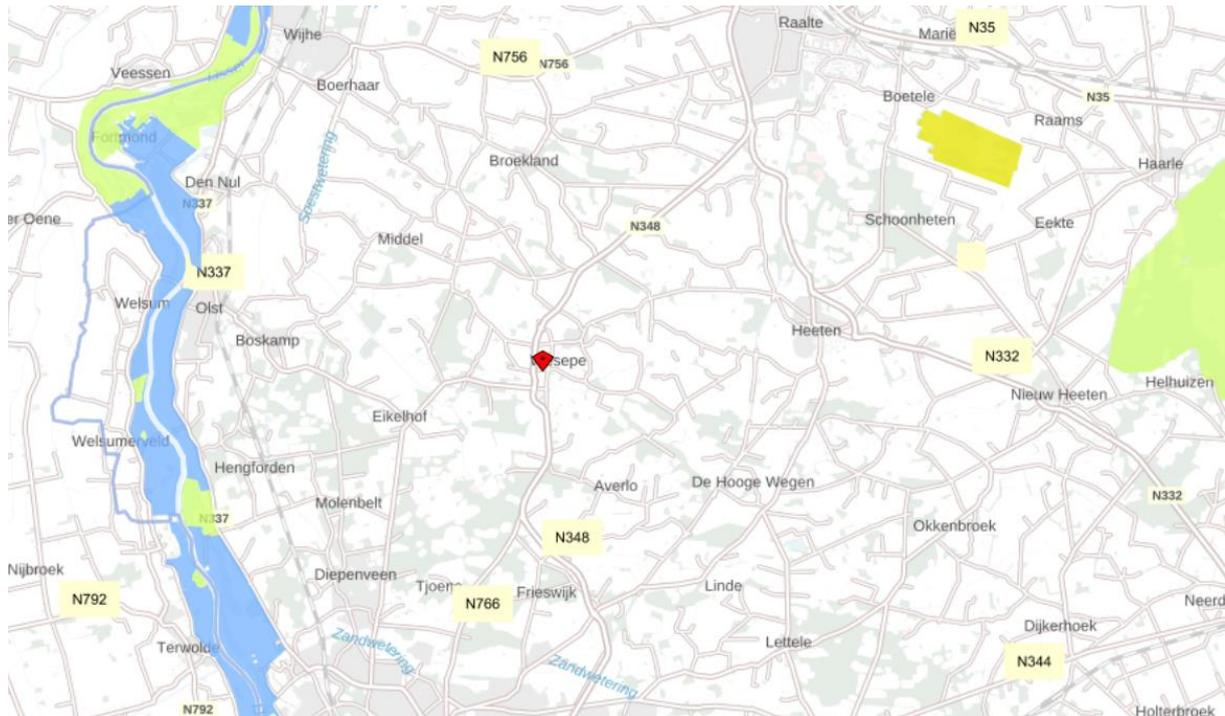 Raalte
Wijhe
N35
Marië
N756
N756
Veessen
Boerhaar
Boetele
N35
Raams
Fortmond
Broekland
Haarle
Den Nul
Soestwetering
N337
er Oene
Schoonheten
Eekte
N348
Middel
N337
Welsum
Olst
Heeten
Boskamp
N332
sepe
Helhuizen
Nieuw Heeten
Eikelhof
Welsumerveld
Hengforden
Averlo
De Hooge Wegen
N332
Molenbelt
N337
Okkenbroek
N348
Nijbroek
Diepenveen
Tjoene
Linde
N792
N766
Frieswijk
Neerd
Dijkerhoek
Zandwetering
Lettele
Terwolde
N344
Zandwetering
N792
Holterbroek